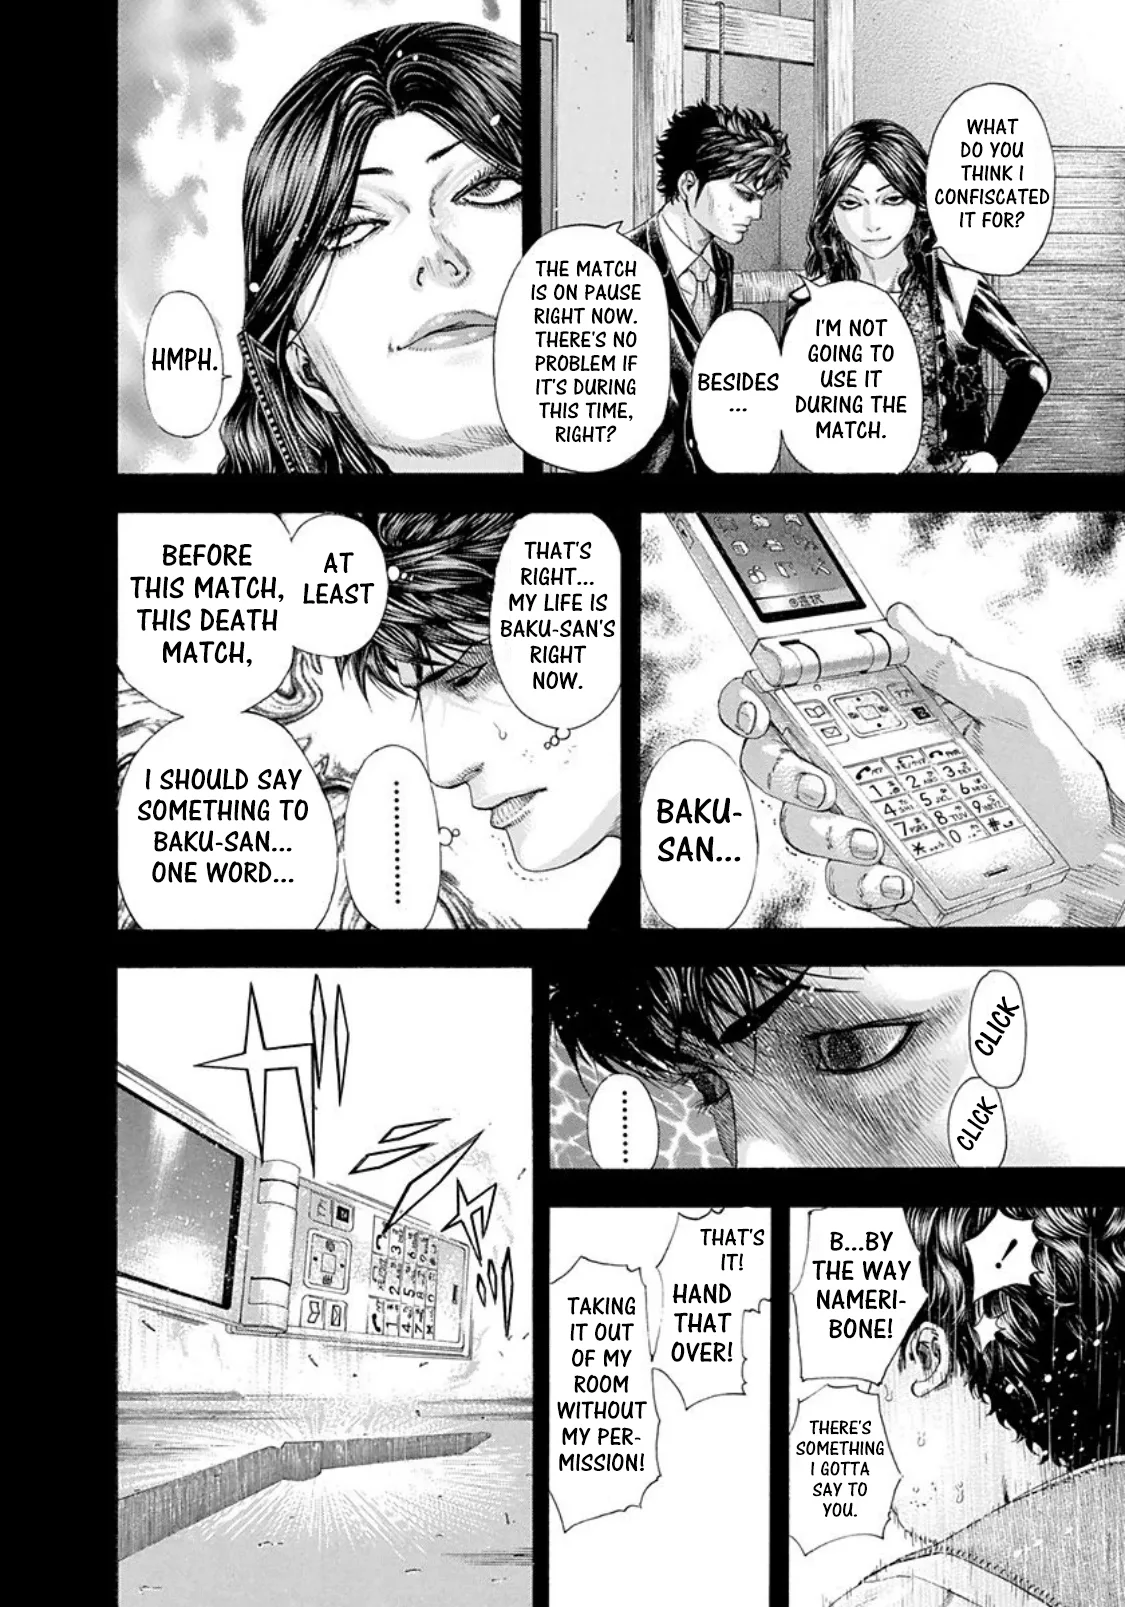 WHAT
DO YOU
THINK I
CONFISCATED
IT FOR?
I'M NOT
GOING TO
USE IT
DURING THE
MATCH.
BESIDES
...
THE MATCH
IS ON PAUSE
RIGHT NOW.
THERE'S NO
PROBLEM IF
IT'S DURING
THIS TIME,
RIGHT?
HMPH.
BAKU-
SAN...
THAT'S
RIGHT...
MY LIFE IS
BAKU-SAN'S
RIGHT
NOW.
AT
LEAST
BEFORE
THIS MATCH,
THIS DEATH
MATCH,
I SHOULD SAY
SOMETHING TO
BAKU-SAN...
ONE WORD...
..........
CLICK
CLICK
........
!
B...BY
THE WAY
NAMERI-
BONE!
THERE'S
SOMETHING
I GOTTA
SAY TO
YOU.
THAT'S
IT!
HAND
THAT
OVER!
TAKING
IT OUT
OF MY
ROOM
WITHOUT
MY PER-
MISSION!